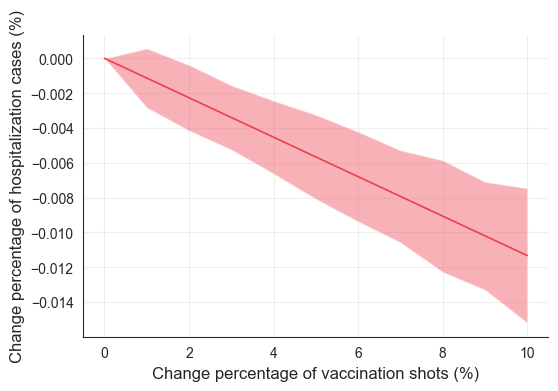 Change percentage of hospitalization cases (%)
0.000
−0.002
−0.004
−0.006
−0.008
−0.010
−0.012
−0.014
0 2 4 6 8 10
Change percentage of vaccination shots (%)